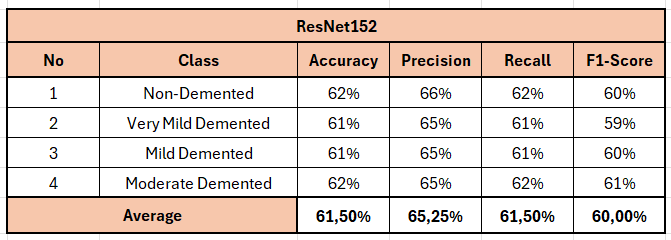 ResNet152
No Class Accuracy Precision Recall F1-Score
1 Non-Demented 62% 66% 62% 60%
2 Very Mild Demented 61% 65% 61% 59%
3 Mild Demented 61% 65% 61% 60%
4 Moderate Demented 62% 65% 62% 61%
Average 61,50% 65,25% 61,50% 60,00%